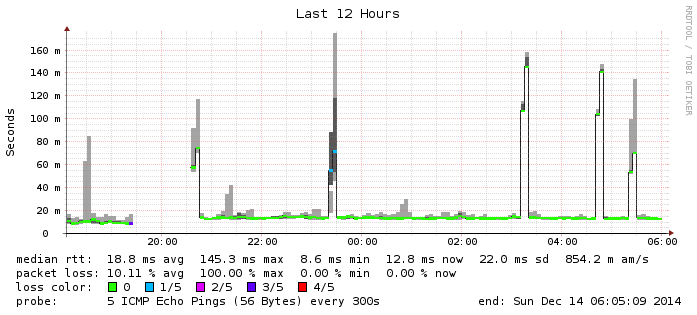 Last 12 Hours
RRDTOOL / TOBI OETIKER
Seconds
160 m
140 m
120 m
100 m
80 m
60 m
40 m
20 m
0
20:00 22:00 00:00 02:00 04:00 06:00
median rtt: 18.8 ms avg 145.3 ms max 8.6 ms min 12.8 ms now 22.0 ms sd 854.2 m am/s
packet loss: 10.11 % avg 100.00 % max 0.00 % min 0.00 % now
loss color: 0 1/5 2/5 3/5 4/5
probe: 5 ICMP Echo Pings (56 Bytes) every 300s end: Sun Dec 14 06:05:09 2014